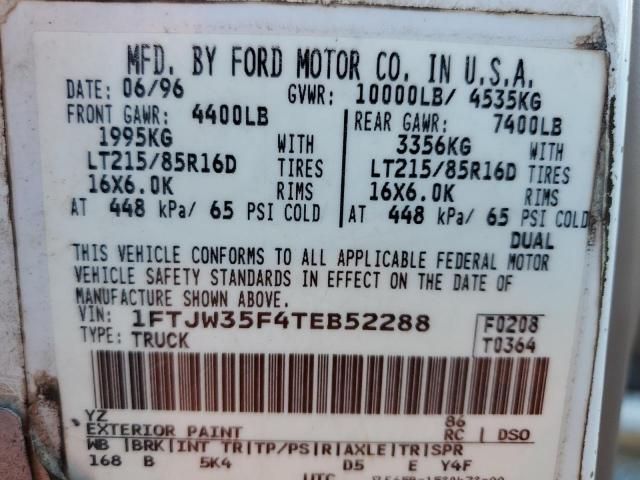 MFD. BY FORD MOTOR CO. IN U.S.A.
DATE: 06/96 GVWR: 10000LB/ 4535KG
FRONT GAWR: 4400LB REAR GAWR: 7400LB
1995KG WITH 3356KG WITH
LT215/85R16D TIRES LT215/85R16D TIRES
16X6.0K RIMS 16X6.0K RIMS
AT 448 kPa/ 65 PSI COLD AT 448 kPa/ 65 PSI COLD
DUAL
THIS VEHICLE CONFORMS TO ALL APPLICABLE FEDERAL MOTOR
VEHICLE SAFETY STANDARDS IN EFFECT ON THE DATE OF
MANUFACTURE SHOWN ABOVE.
VIN: 1FTJW35F4TEB52288 F0208
TYPE: TRUCK T0364
YZ 86
EXTERIOR PAINT RC DSO
WB BRK INT TR TP/PS R AXLE TR SPR
168 B 5K4 D5 E Y4F
UTC